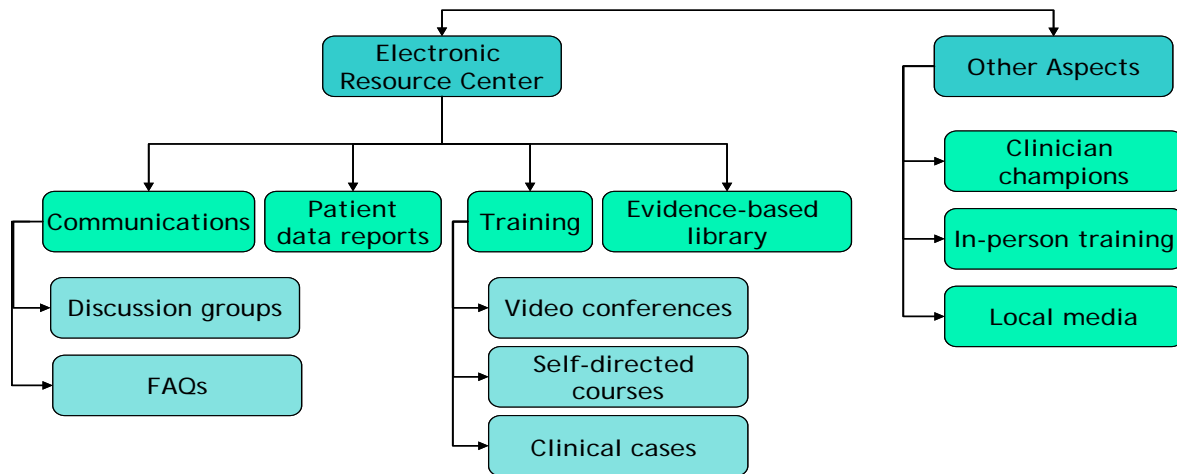 Electronic
Resource Center
Other Aspects
Communications
Patient
data reports
Training
Evidence-based
library
Discussion groups
FAQs
Video conferences
Self-directed
courses
Clinical cases
Clinician
champions
In-person training
Local media